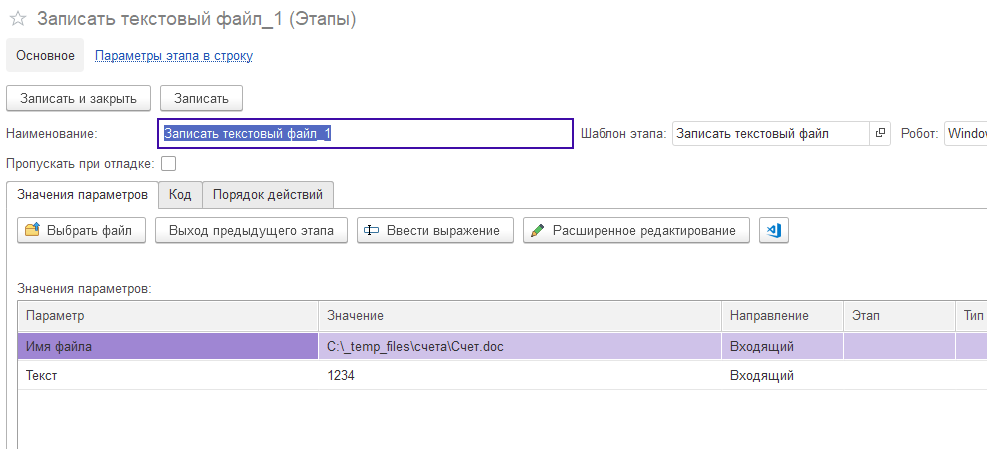 Записать текстовый файл_1 (Этапы)
Основное Параметры этапа в строку
Записать и закрыть Записать
Наименование: Записать текстовый файл_1 Шаблон этапа: Записать текстовый файл Робот: Window
Пропускать при отладке:
Значения параметров Код Порядок действий
Выбрать файл Выход предыдущего этапа Ввести выражение Расширенное редактирование
Значения параметров:
Параметр Значение Направление Этап Тип
Имя файла C:\_temp_files\счета\Счет.doc Входящий
Текст 1234 Входящий